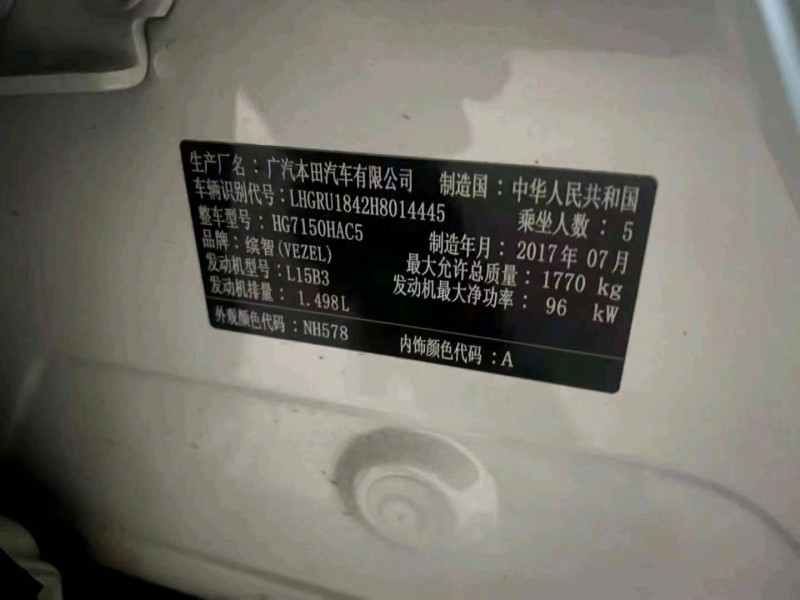 生产厂名：广汽本田汽车有限公司 制造国：中华人民共和国
车辆识别代号：LHGRU1842H8014445 乘坐人数：5
整车型号：HG7150HAC5 制造年月：2017年07月
品牌：缤智(VEZEL) 最大允许总质量：1770 kg
发动机型号：L15B3 发动机最大净功率：96 kW
发动机排量：1.498L
外观颜色代码：NH578 内饰颜色代码：A